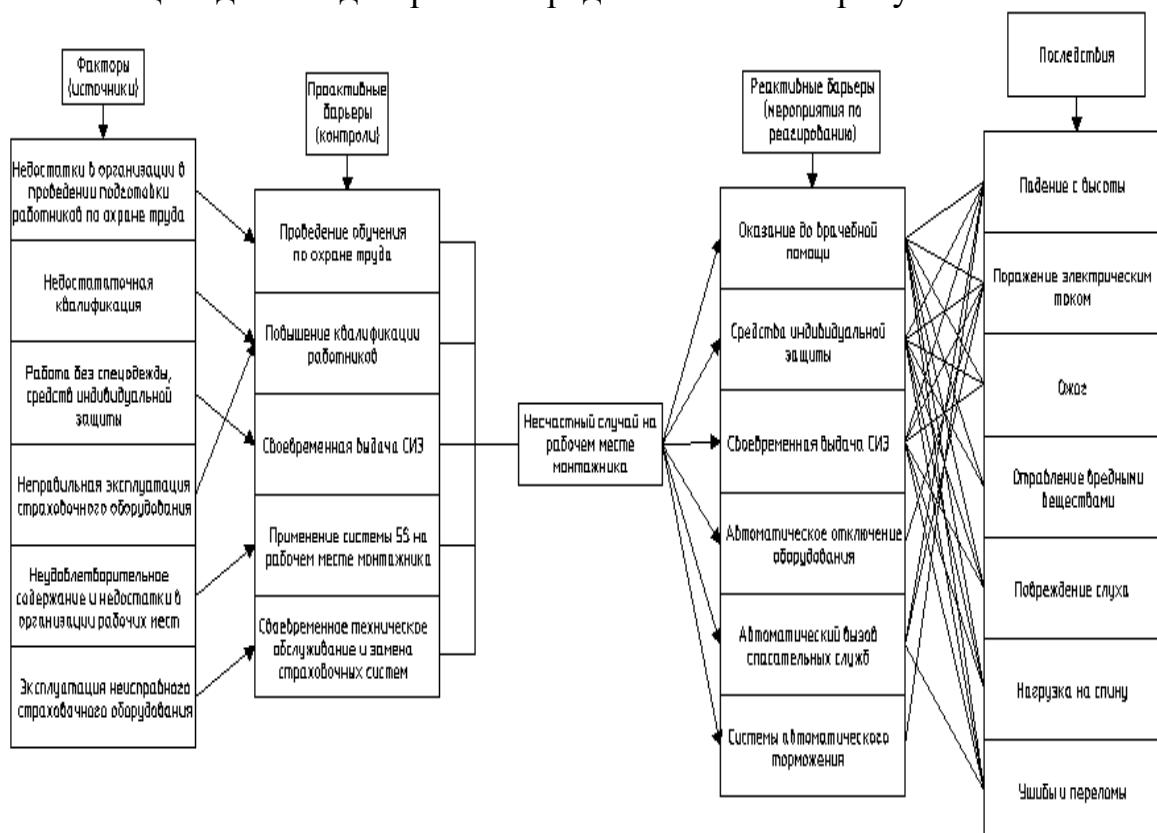 Факторы
{источники}
Недостатки в организации в
проведении подготовки
работников по охране труда
Недостаточная
квалификация
Работа без спецодежды,
средств индивидуальной
защиты
Неправильная эксплуатация
страховочного оборудования
Неудовлетворительное
содержание и недостатки в
организации рабочих мест
Эксплуатация неисправного
страховачного оборудования
Проактивные
барьеры
(контроли}
Проведение обучения
по охране труда
Повышение квалификации
работников
Своевременная выдача СИЗ
Применение системы 5S на
рабочем месте монтажника
Своевременное техническое
обслуживание и замена
страховочных систем
Несчастный случай на
рабочем месте
монтажника
Реактивные барьеры
(мероприятия по
реагированию)
Оказание до врачебной
помощи
Средства индивидуальной
защиты
Своевременная выдача СИЗ
Автоматическое отключение
оборудования
Автоматический вызов
спасательных служб
Системы автоматического
торможения
Последствия
Падение с высоты
Поражение электрическим
током
Ожог
Отравление вредными
веществами
Повреждение слуха
Нагрузка на спину
Ушибы и переломы